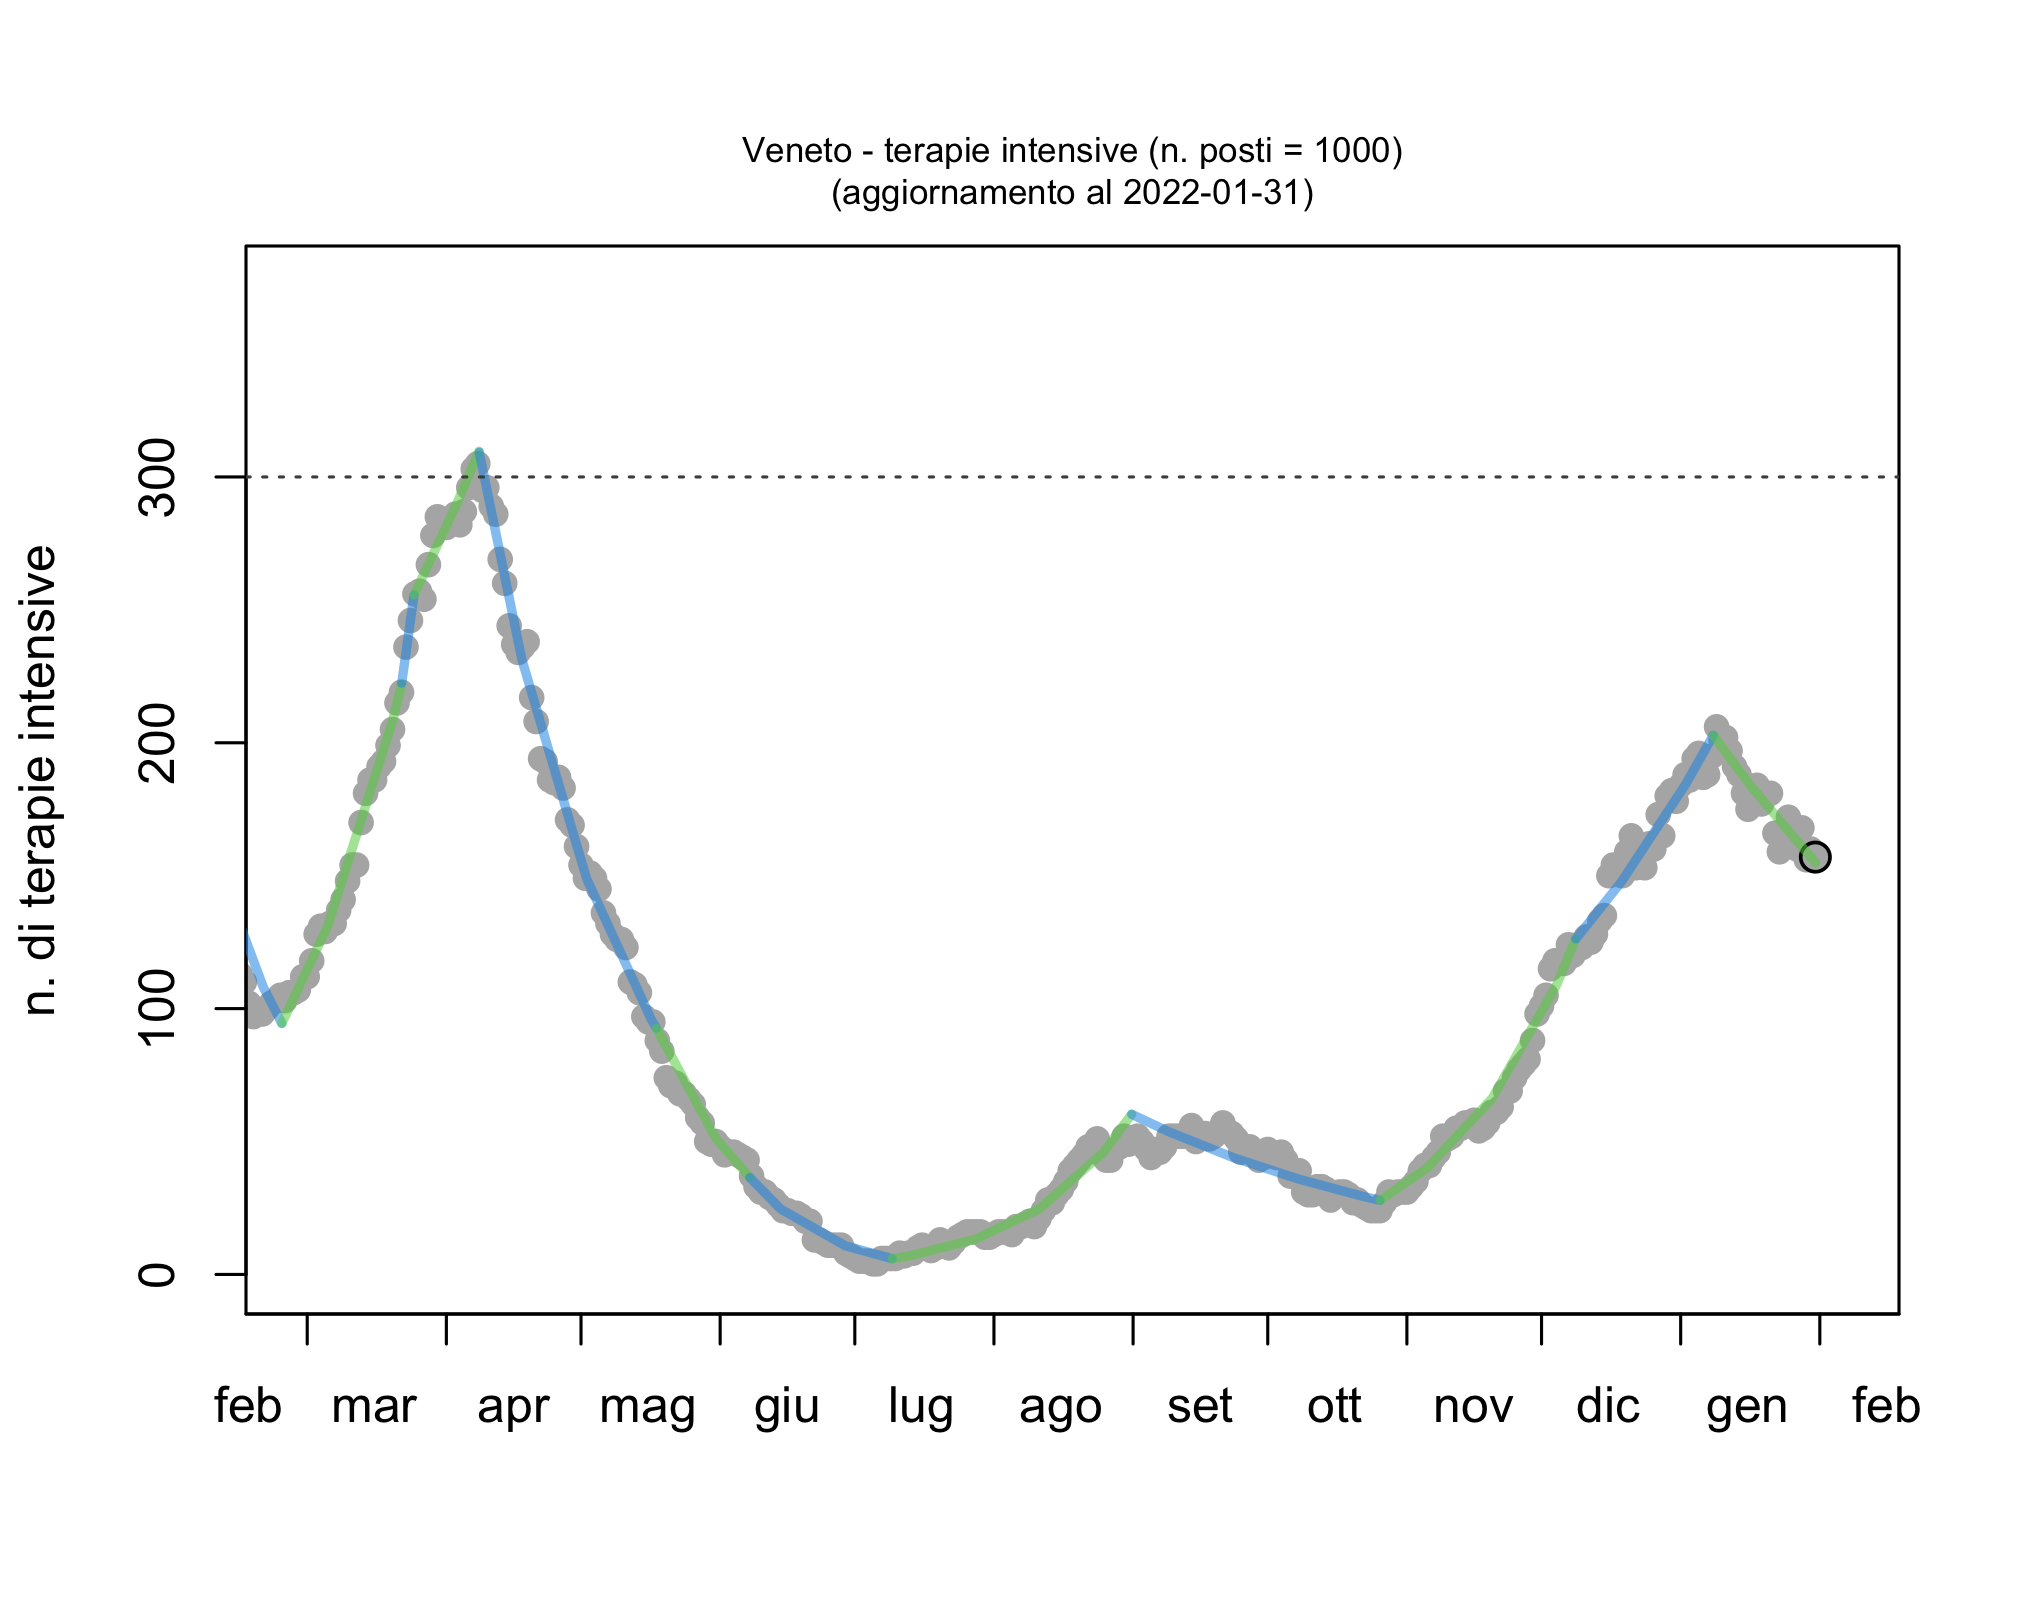 Veneto - terapie intensive (n. posti = 1000)
(aggiornamento al 2022-01-31)
n. di terapie intensive
300
200
100
0
feb mar apr mag giu lug ago set ott nov dic gen feb